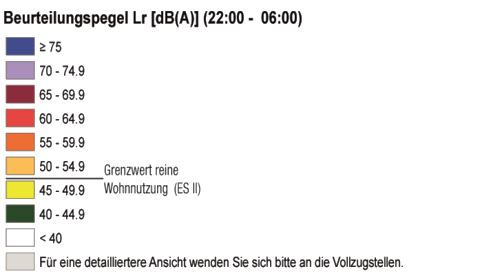 Beurteilungspegel Lr [dB(A)] (22:00 - 06:00)
≥ 75
70 - 74.9
65 - 69.9
60 - 64.9
55 - 59.9
50 - 54.9
Grenzwert reine
Wohnnutzung (ES II)
45 - 49.9
40 - 44.9
< 40
Für eine detailliertere Ansicht wenden Sie sich bitte an die Vollzugstellen.